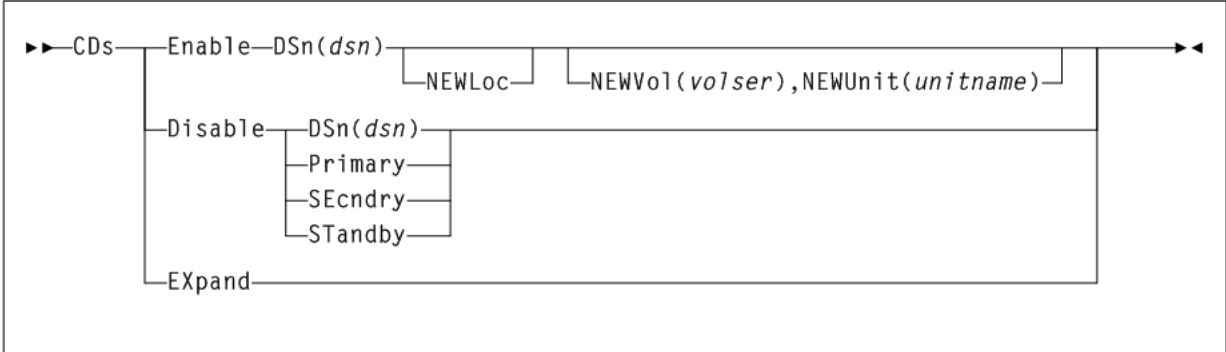 CDs Enable DSn(dsn)
NEWLoc NEWVol(volser),NEWUnit(unitname)
Disable DSn(dsn)
Primary
SEcndry
STandby
EXpand